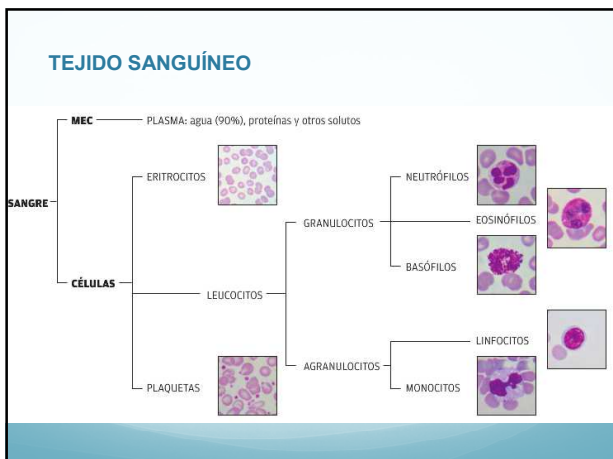 TEJIDO SANGUÍNEO
MEC
PLASMA: agua (90%), proteínas y otros solutos
ERITROCITOS
NEUTRÓFILOS
SANGRE
GRANULOCITOS
EOSINÓFILOS
BASÓFILOS
CÉLULAS
LEUCOCITOS
LINFOCITOS
AGRANULOCITOS
PLAQUETAS
MONOCITOS